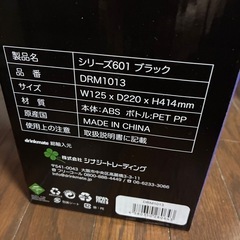 品名 シリーズ601 ブラック
品番 DRM1013
サイズ W125 x D220 x H414mm
材質 本体:ABS ボトル:PET PP
原産国 MADE IN CHINA
使用上の注意 取扱説明書に記載
drinkmate 総輸入元
株式会社 シナジートレーディング
〒541-0043
DRM1013